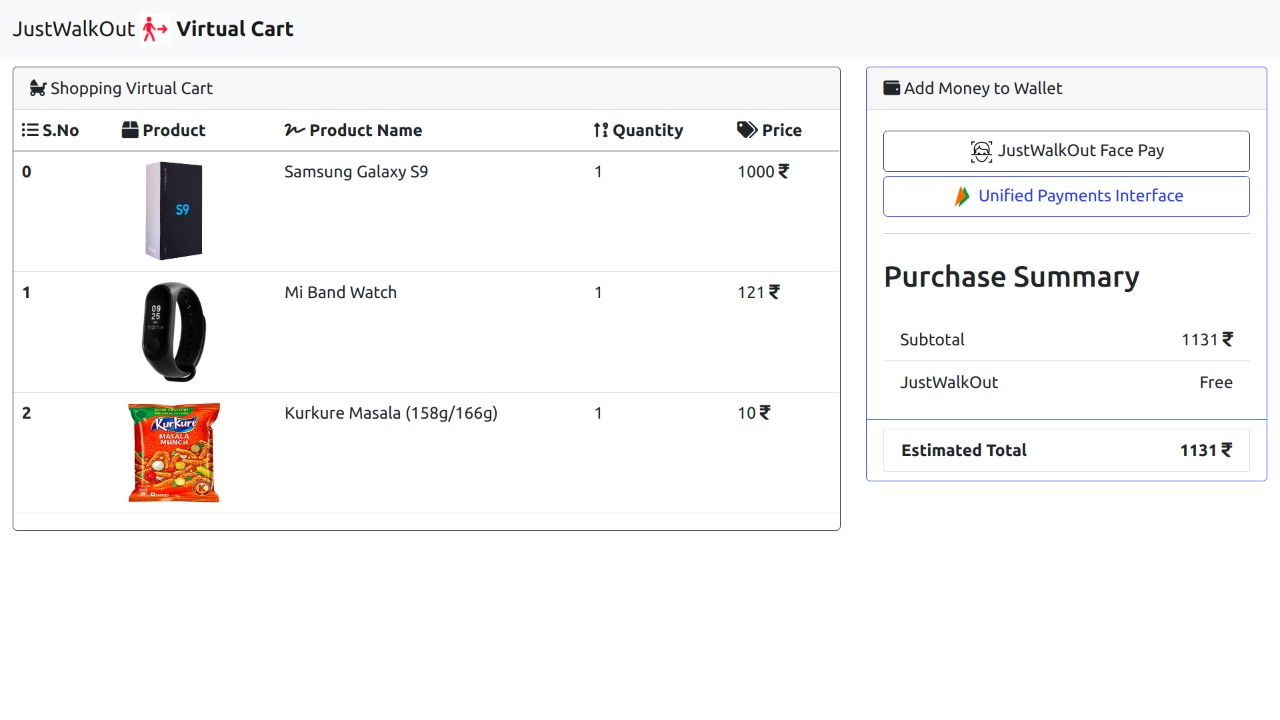 JustWalkOut Virtual Cart
Shopping Virtual Cart
S.No Product Product Name Quantity Price
0 Samsung Galaxy S9 1 1000 ₹
S9
1 Mi Band Watch 1 121 ₹
09
25
2 Kurkure Masala (158g/166g) 1 10 ₹
Kurkure
MASALA
MUNCH
Add Money to Wallet
JustWalkOut Face Pay
Unified Payments Interface
Purchase Summary
Subtotal 1131 ₹
JustWalkOut Free
Estimated Total 1131 ₹